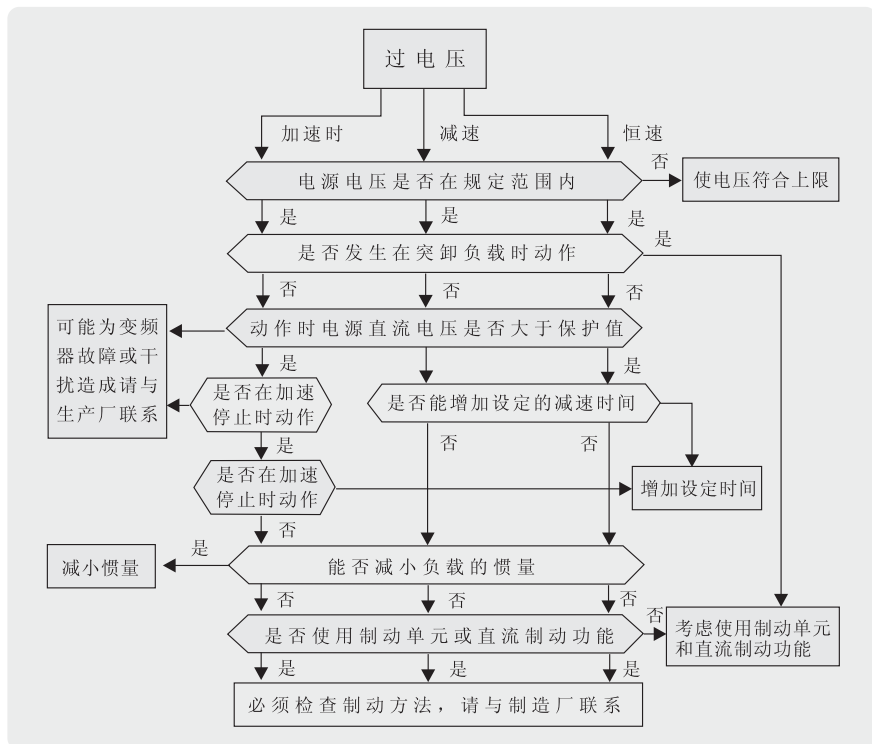 过电压
加速时
减速
恒速
否
电源电压是否在规定范围内
使电压符合上限
是
是
是
是
是否发生在突卸负载时动作
否
否
否
可能为变频
器故障或干
扰造成请与
生产厂联系
动作时电源直流电压是否大于保护值
是
是
是否在加速
停止时动作
是否能增加设定的减速时间
是
否
否
是否在加速
停止时动作
增加设定时间
否
是
减小惯量
能否减小负载的惯量
否
否
否
否
是否使用制动单元或直流制动功能
考虑使用制动单元
和直流制动功能
是
是
是
必须检查制动方法，请与制造厂联系